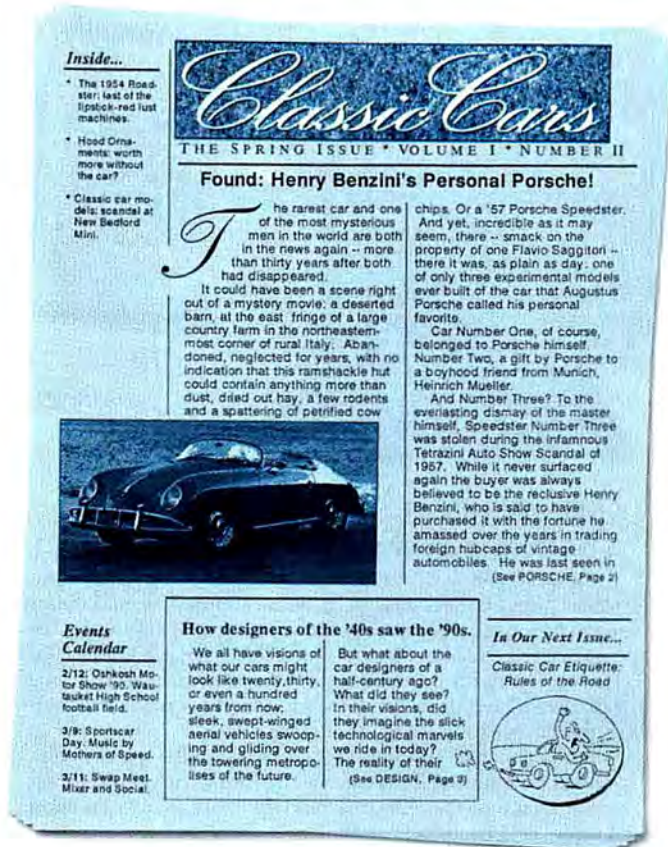 Inside...
* The 1954 Road-
ster: last of the
lipstick-red lust
machines.
* Hood Orna-
ments: worth
more without
the car?
* Classic car mo-
dels: scandal at
New Bedford
Mini.
Classic Cars
THE SPRING ISSUE * VOLUME I * NUMBER II
Found: Henry Benzini's Personal Porsche!
The rarest car and one
of the most mysterious
men in the world are both
in the news again -- more
than thirty years after both
had disappeared.
It could have been a scene right
out of a mystery movie: a deserted
barn, at the east fringe of a large
country farm in the northeastern-
most corner of rural Italy. Aban-
doned, neglected for years, with no
indication that this ramshackle hut
could contain anything more than
dust, dried out hay, a few rodents
and a spattering of petrified cow
chips. Or a '57 Porsche Speedster.
And yet, incredible as it may
seem, there -- smack on the
property of one Flavio Saggitori --
there it was, as plain as day: one
of only three experimental models
ever built of the car that Augustus
Porsche called his personal
favorite.
Car Number One, of course,
belonged to Porsche himself.
Number Two, a gift by Porsche to
a boyhood friend from Munich,
Heinrich Mueller.
And Number Three? To the
everlasting dismay of the master
himself, Speedster Number Three
was stolen during the infamnous
Tetrazini Auto Show Scandal of
1957. While it never surfaced
again the buyer was always
believed to be the reclusive Henry
Benzini, who is said to have
purchased it with the fortune he
amassed over the years in trading
foreign hubcaps of vintage
automobiles. He was last seen in
(See PORSCHE, Page 2)
Events
Calendar
2/12: Oshkosh Mo-
tor Show '90. Wau-
tauket High School
football field.
3/9: Sportscar
Day. Music by
Mothers of Speed.
3/11: Swap Meet.
Mixer and Social.
How designers of the '40s saw the '90s.
We all have visions of
what our cars might
look like twenty, thirty,
or even a hundred
years from now:
sleek, swept-winged
aerial vehicles swoop-
ing and gliding over
the towering metropo-
lises of the future.
But what about the
car designers of a
half-century ago?
What did they see?
In their visions, did
they imagine the slick
technological marvels
we ride in today?
The reality of their
(See DESIGN, Page 3)
In Our Next Issue...
Classic Car Etiquette:
Rules of the Road